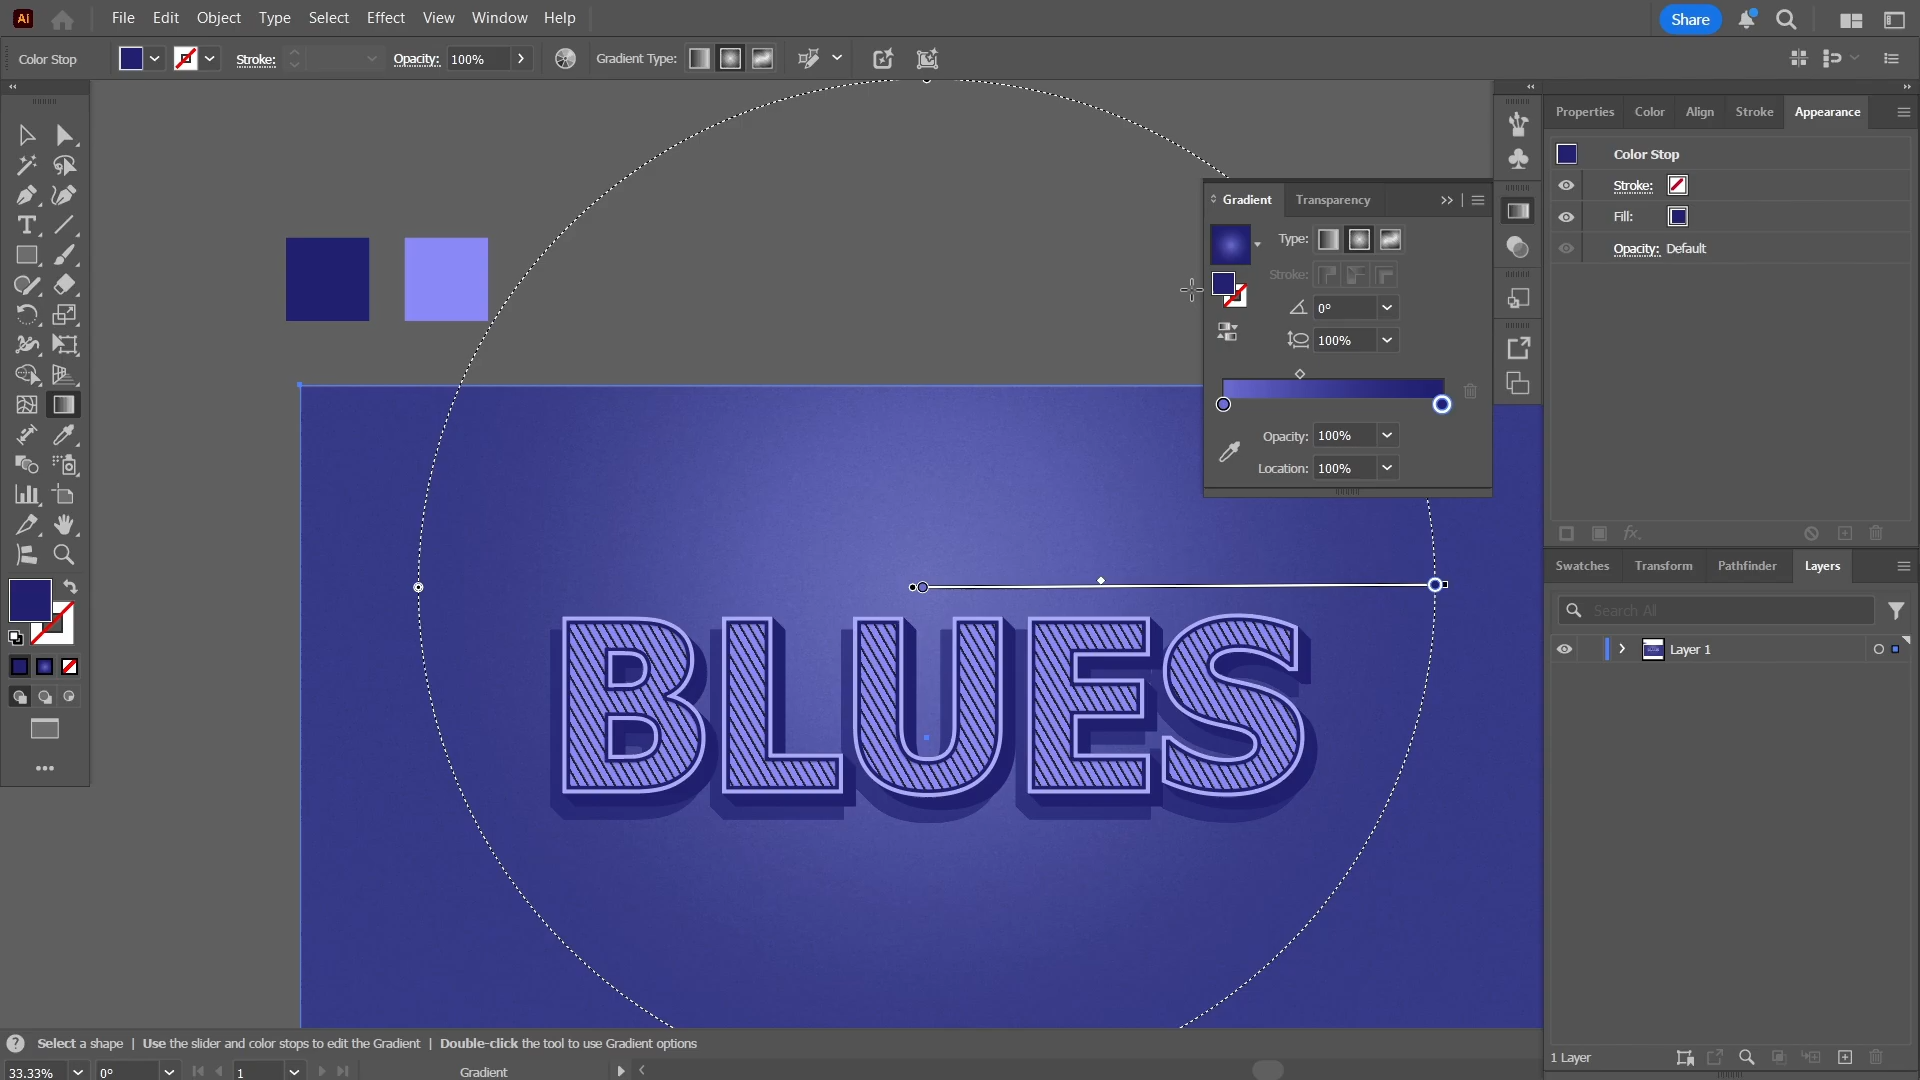 Ai File Edit Object Type Select Effect View Window Help Share
Color Stop Stroke: Opacity: 100% Gradient Type:
Properties Color Align Stroke Appearance
Color Stop
Stroke:
Fill:
Opacity: Default
Gradient Transparency
Type:
Stroke:
0°
100%
Opacity: 100%
Location: 100%
BLUES
Swatches Transform Pathfinder Layers
Search All
Layer 1
1 Layer
? Select a shape | Use the slider and color stops to edit the Gradient | Double-click the tool to use Gradient options
33.33% 0° 1 Gradient